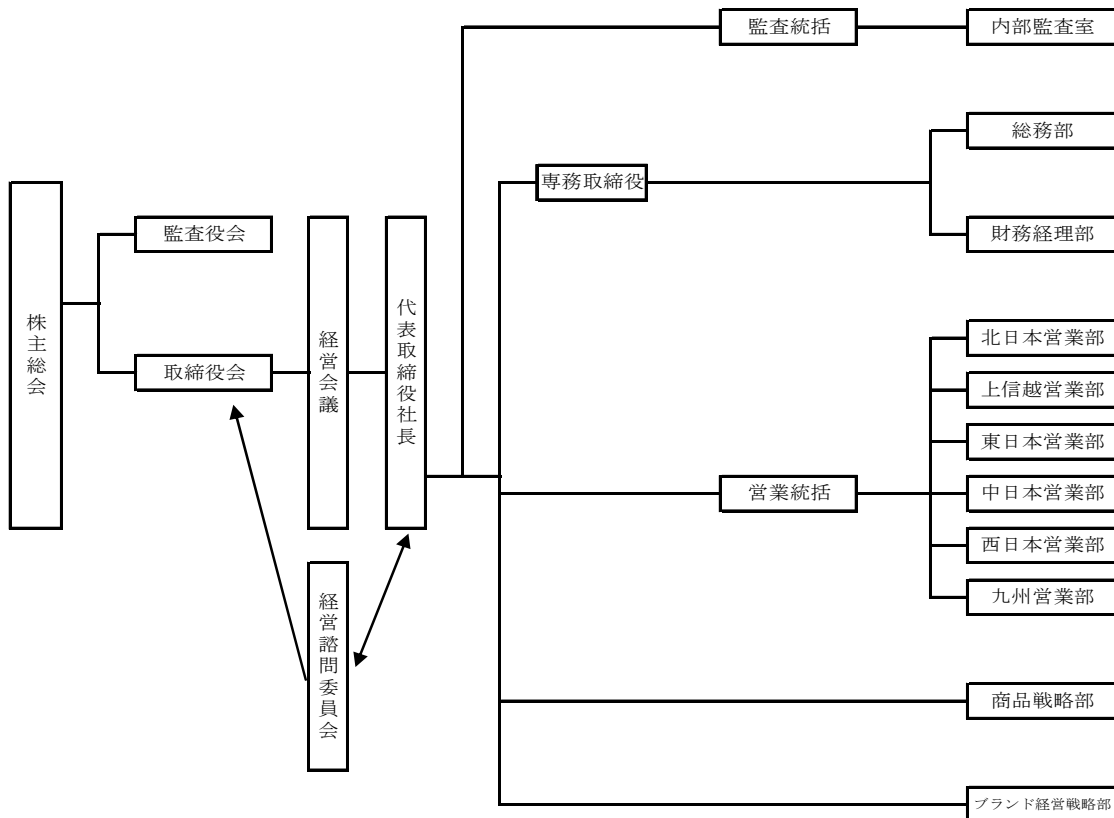 株主総会
監査役会
取締役会
経営会議
経営諮問委員会
代表取締役社長
監査統括
内部監査室
専務取締役
総務部
財務経理部
営業統括
北日本営業部
上信越営業部
東日本営業部
中日本営業部
西日本営業部
九州営業部
商品戦略部
ブランド経営戦略部